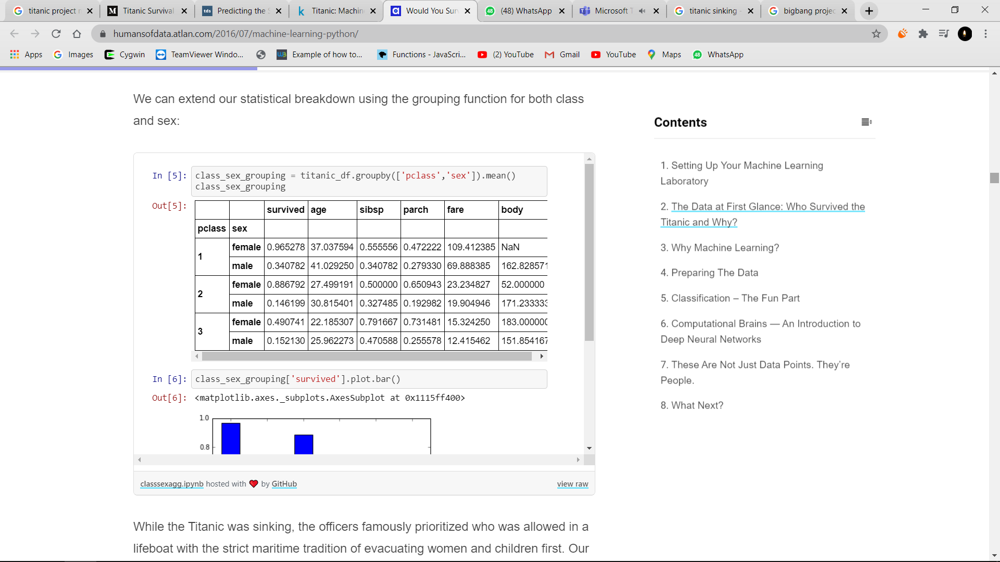 titanic project n
Titanic Survival
Predicting the S
Titanic: Machin
Would You Surv
(48) WhatsApp
Microsoft T
titanic sinking -
bigbang projec
humansofdata.atlan.com/2016/07/machine-learning-python/
Apps
Images
Cygwin
TeamViewer Windo...
Example of how to...
Functions - JavaScri...
(2) YouTube
Gmail
YouTube
Maps
WhatsApp
We can extend our statistical breakdown using the grouping function for both class
and sex:
In [5]: class_sex_grouping = titanic_df.groupby(['pclass','sex']).mean()
class_sex_grouping
Out[5]:
survived age sibsp parch fare body
pclass sex
1 female 0.965278 37.037594 0.555556 0.472222 109.412385 NaN
male 0.340782 41.029250 0.340782 0.279330 69.888385 162.828571
2 female 0.886792 27.499191 0.500000 0.650943 23.234827 52.000000
male 0.146199 30.815401 0.327485 0.192982 19.904946 171.233333
3 female 0.490741 22.185307 0.791667 0.731481 15.324250 183.000000
male 0.152130 25.962273 0.470588 0.255578 12.415462 151.854167
In [6]: class_sex_grouping['survived'].plot.bar()
Out[6]: <matplotlib.axes._subplots.AxesSubplot at 0x1115ff400>
1.0
0.8
classsexagg.ipynb hosted with ❤ by GitHub
view raw
While the Titanic was sinking, the officers famously prioritized who was allowed in a
lifeboat with the strict maritime tradition of evacuating women and children first. Our
Contents
1. Setting Up Your Machine Learning
Laboratory
2. The Data at First Glance: Who Survived the
Titanic and Why?
3. Why Machine Learning?
4. Preparing The Data
5. Classification – The Fun Part
6. Computational Brains — An Introduction to
Deep Neural Networks
7. These Are Not Just Data Points. They’re
People.
8. What Next?